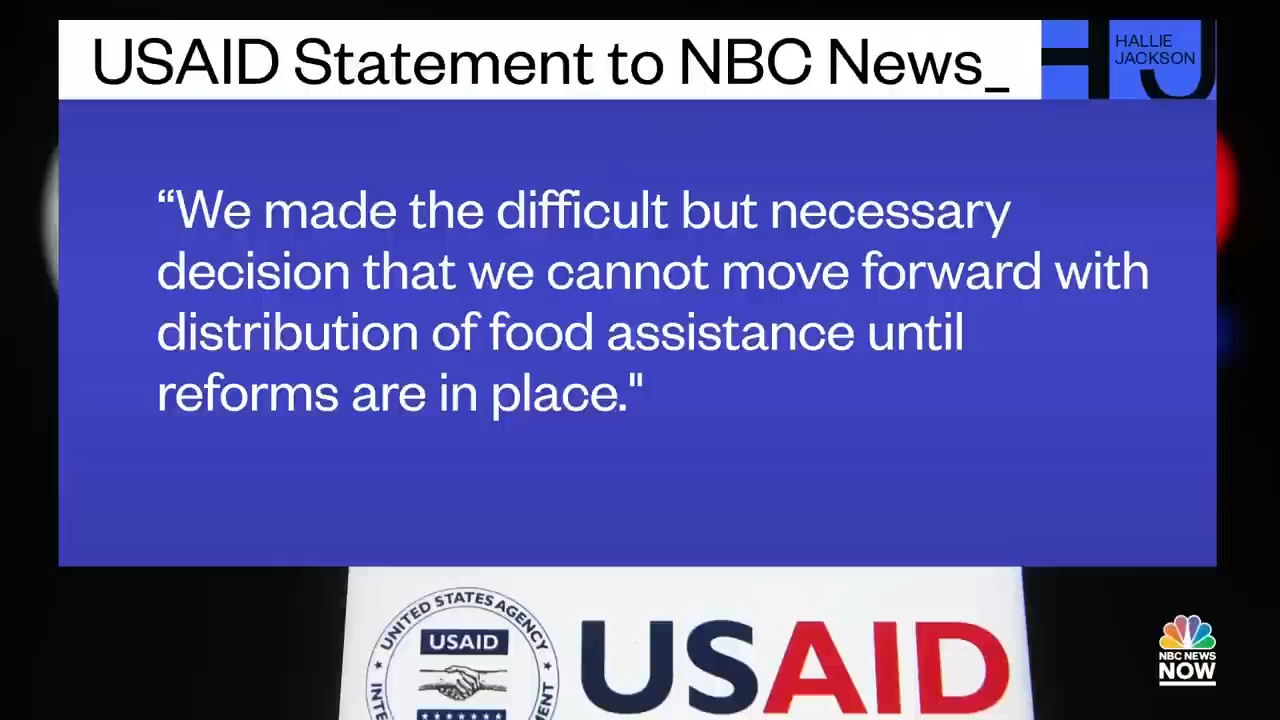 USAID Statement to NBC News_
HALLIE
JACKSON
“We made the difficult but necessary
decision that we cannot move forward with
distribution of food assistance until
reforms are in place."
UNITED STATES AGENCY
USAID
USAID
NBC NEWS
NOW